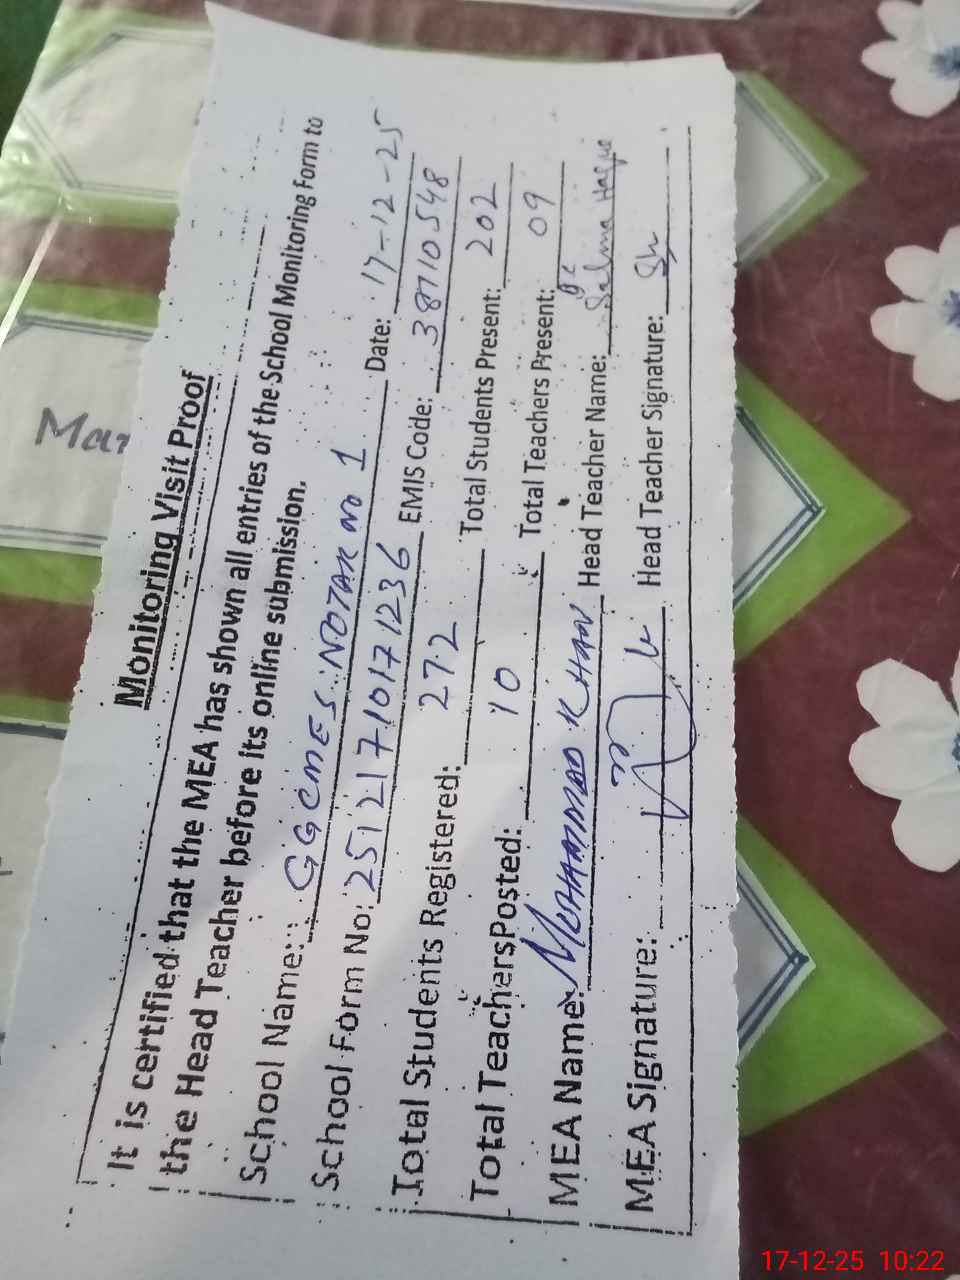 Monitoring Visit Proof
It is certified that the MEA has shown all entries of the School Monitoring Form to
the Head Teacher before its online submission.
School Name: GGCMES NOTAK NO 1 Date: 17-12-25
School Form No: 25121710171236 EMIS Code: 38710548
Total Students Registered: 272 Total Students Present: 202
Total Teachers Posted: 10 Total Teachers Present: 09
MEA Name: MUHAMMAD KHAN Head Teacher Name: Salma
MEA Signature: Head Teacher Signature:
Mar
17-12-25 10:22